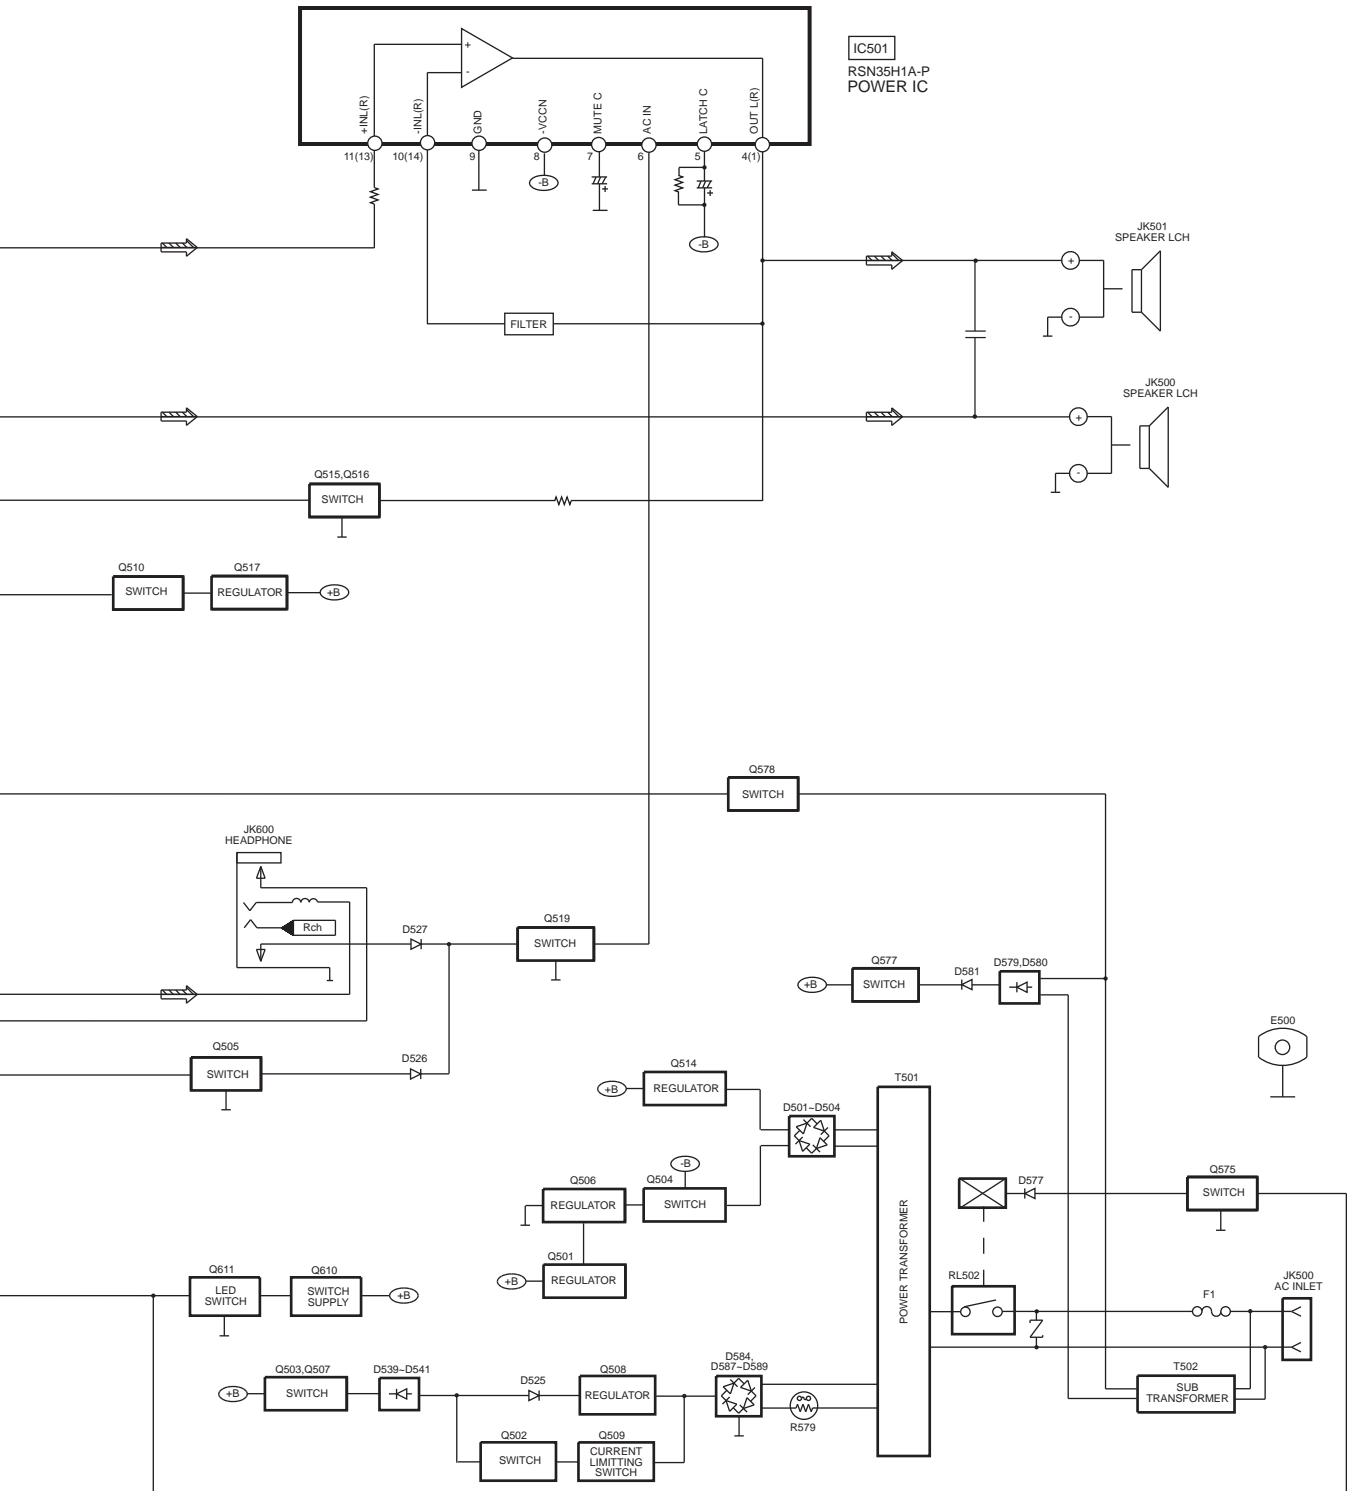 IC501
RSN35H1A-P
POWER IC
+
-
+INL(R)
-INL(R)
GND
-VCCN
MUTE C
AC IN
LATCH C
OUT L(R)
11(13)
10(14)
9
8
7
6
5
4(1)
-B
+
+
-B
JK501
SPEAKER LCH
+
-
FILTER
JK500
SPEAKER LCH
+
-
Q515,Q516
SWITCH
Q510
SWITCH
Q517
REGULATOR
+B
Q578
SWITCH
JK600
HEADPHONE
Rch
D527
Q519
SWITCH
Q577
SWITCH
+B
D581
D579,D580
E500
Q505
SWITCH
D526
Q514
REGULATOR
+B
D501~D504
T501
POWER TRANSFORMER
-B
Q506
REGULATOR
Q504
SWITCH
Q501
REGULATOR
+B
D577
Q575
SWITCH
RL502
F1
JK500
AC INLET
Q611
LED
SWITCH
Q610
SWITCH
SUPPLY
+B
T502
SUB
TRANSFORMER
+B
Q503,Q507
SWITCH
D539~D541
D525
Q508
REGULATOR
D584,
D587~D589
R579
Q502
SWITCH
Q509
CURRENT
LIMITTING
SWITCH